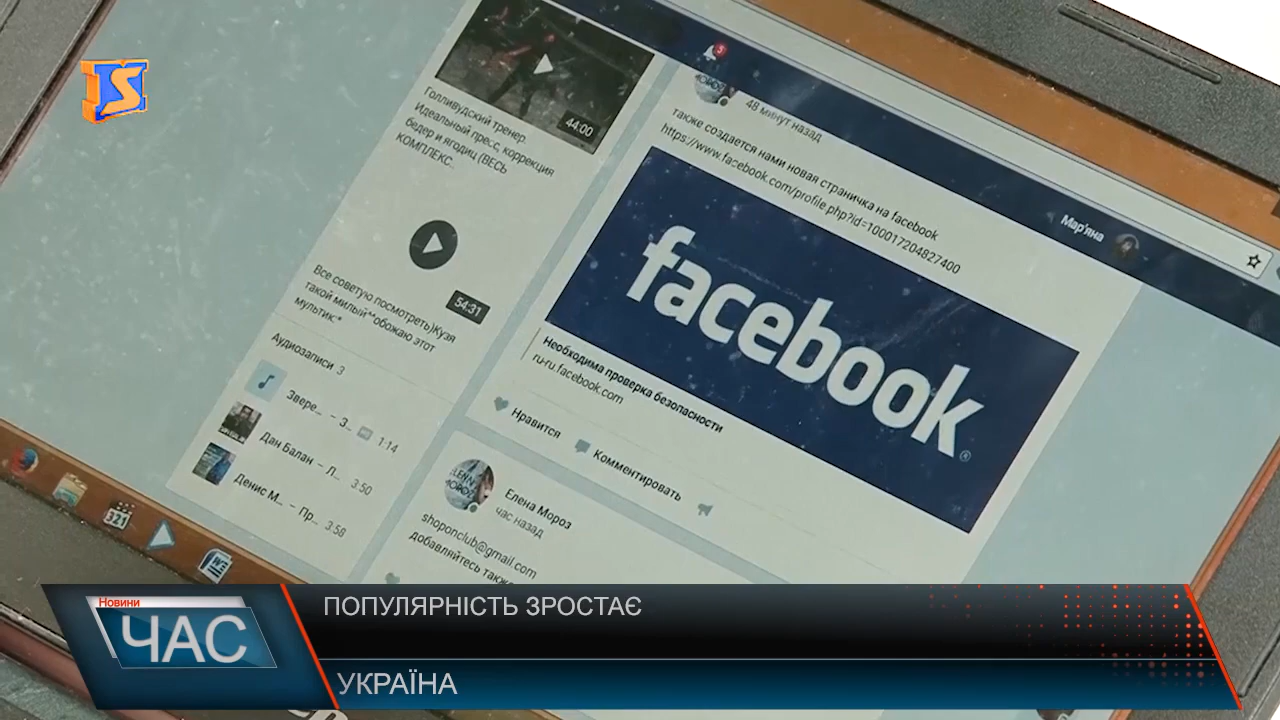 5
44:00
Голливудский тренер.
Идеальный пресс, коррекция
бедер и ягодиц (ВЕСЬ
КОМПЛЕКС..
54:31
Все советую посмотреть)Кузя
такой милый^^обожаю этот
мультик:*
Аудиозаписи 3
Звере… – З… 1:14
Дан Балан – Л… 3:50
Денис М… – Пр… 3:58
48 минут назад
также создается нами новая страничка на facebook
https://www.facebook.com/profile.php?id=100017204827400
Мар'яна
facebook®
Необходима проверка безопасности
ru-ru.facebook.com
Нравится Комментировать
Елена Мороз
час назад
shoponclub@gmail.com
добавляйтесь также
321
Новини
ЧАС
ПОПУЛЯРНІСТЬ ЗРОСТАЄ
УКРАЇНА